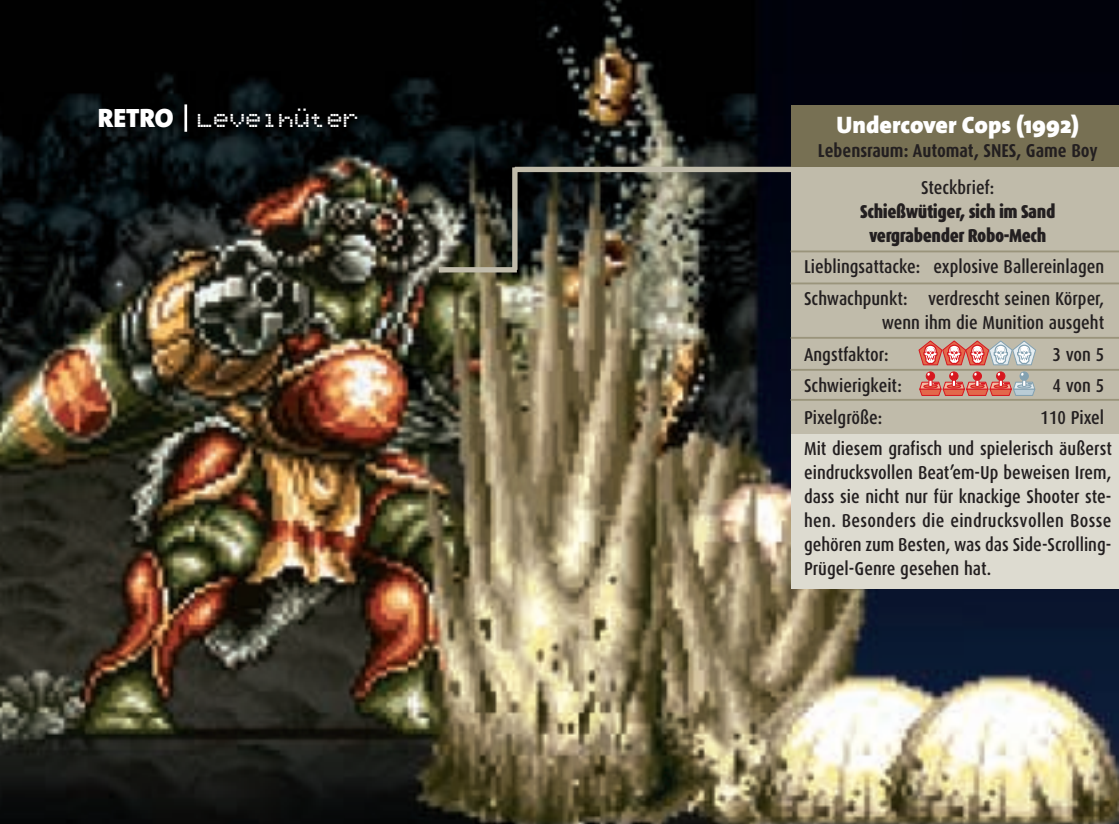 RETRO | Levelhüter
Undercover Cops (1992)
Lebensraum: Automat, SNES, Game Boy
Steckbrief:
Schießwütiger, sich im Sand
vergrabender Robo-Mech
Lieblingsattacke: explosive Ballereinlagen
Schwachpunkt: verdrescht seinen Körper,
wenn ihm die Munition ausgeht
Angstfaktor: 3 von 5
Schwierigkeit: 4 von 5
Pixelgröße: 110 Pixel
Mit diesem grafisch und spielerisch äußerst
eindrucksvollen Beat’em-Up beweisen Irem,
dass sie nicht nur für knackige Shooter ste-
hen. Besonders die eindrucksvollen Bosse
gehören zum Besten, was das Side-Scrolling-
Prügel-Genre gesehen hat.